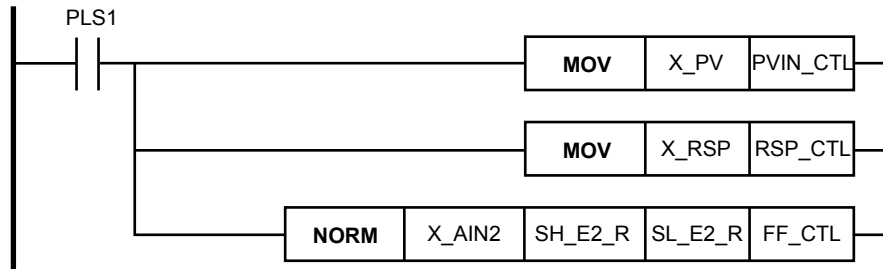 PLS1
MOV X_PV PVIN_CTL
MOV X_RSP RSP_CTL
NORM X_AIN2 SH_E2_R SL_E2_R FF_CTL